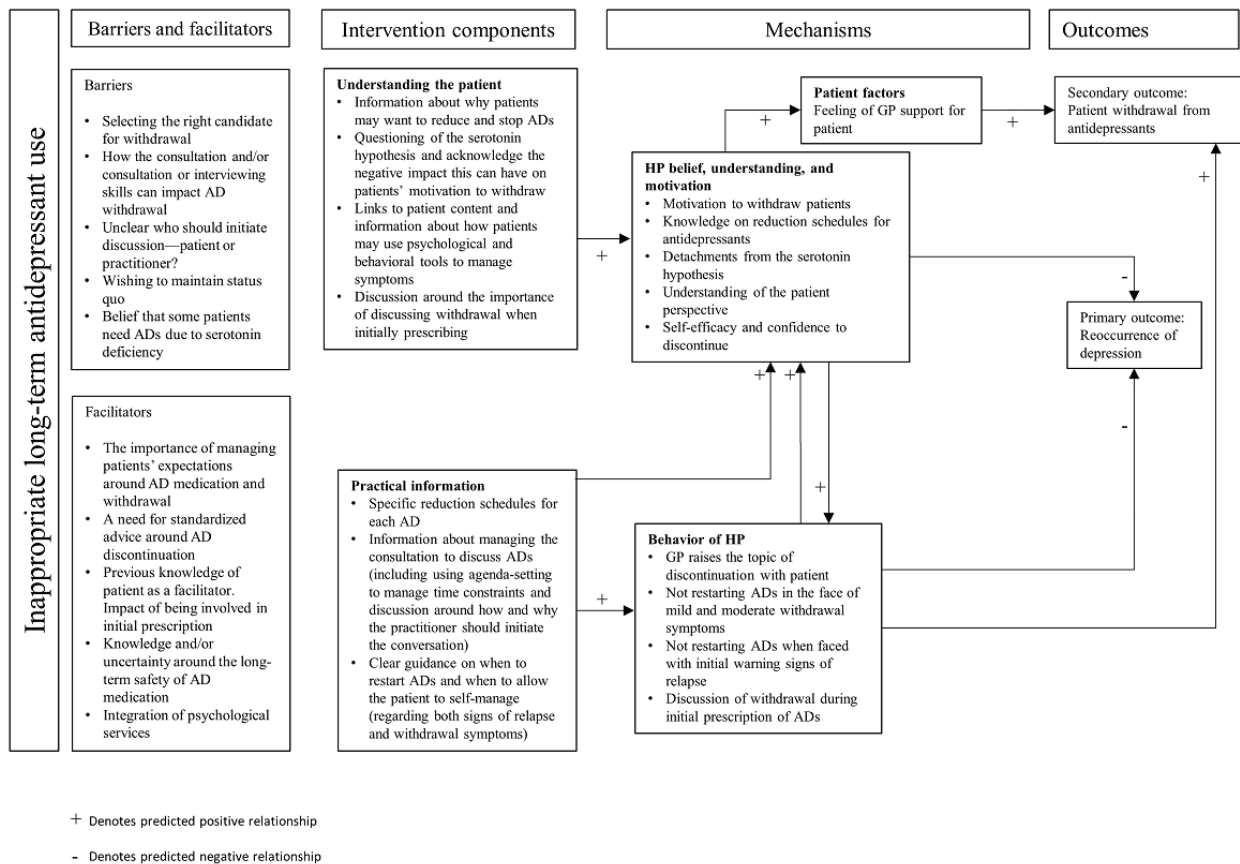 Inappropriate long-term antidepressant use
Barriers and facilitators
Barriers
• Selecting the right candidate
for withdrawal
• How the consultation and/or
consultation or interviewing
skills can impact AD
withdrawal
• Unclear who should initiate
discussion—patient or
practitioner?
• Wishing to maintain status
quo
• Belief that some patients
need ADs due to serotonin
deficiency
Facilitators
• The importance of managing
patients' expectations
around AD medication and
withdrawal
• A need for standardized
advice around AD
discontinuation
• Previous knowledge of
patient as a facilitator.
Impact of being involved in
initial prescription
• Knowledge and/or
uncertainty around the long-
term safety of AD
medication
• Integration of psychological
services
Intervention components
Understanding the patient
• Information about why patients
may want to reduce and stop ADs
• Questioning of the serotonin
hypothesis and acknowledge the
negative impact this can have on
patients' motivation to withdraw
• Links to patient content and
information about how patients
may use psychological and
behavioral tools to manage
symptoms
• Discussion around the importance
of discussing withdrawal when
initially prescribing
+
Practical information
• Specific reduction schedules for
each AD
• Information about managing the
consultation to discuss ADs
(including using agenda-setting
to manage time constraints and
discussion around how and why
the practitioner should initiate
the conversation)
• Clear guidance on when to
restart ADs and when to allow
the patient to self-manage
(regarding both signs of relapse
and withdrawal symptoms)
+
Mechanisms
Patient factors
Feeling of GP support for
patient
+
+
HP belief, understanding, and
motivation
• Motivation to withdraw patients
• Knowledge on reduction schedules for
antidepressants
• Detachments from the serotonin
hypothesis
• Understanding of the patient
perspective
• Self-efficacy and confidence to
discontinue
+ +
+
Behavior of HP
• GP raises the topic of
discontinuation with patient
• Not restarting ADs in the face of
mild and moderate withdrawal
symptoms
• Not restarting ADs when faced
with initial warning signs of
relapse
• Discussion of withdrawal during
initial prescription of ADs
Outcomes
Secondary outcome:
Patient withdrawal from
antidepressants
+
-
Primary outcome:
Reoccurrence of
depression
-
+ Denotes predicted positive relationship
- Denotes predicted negative relationship